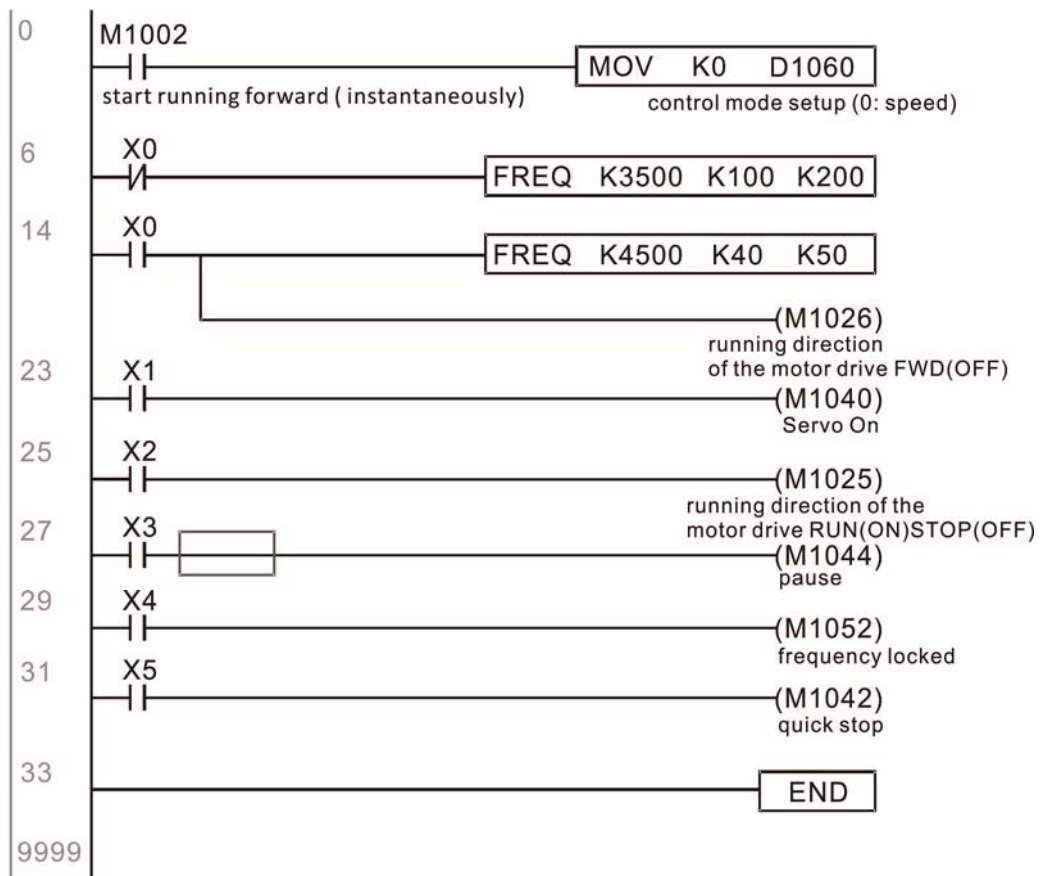 0
M1002
MOV K0 D1060
start running forward ( instantaneously)
control mode setup (0: speed)
6
X0
FREQ K3500 K100 K200
14
X0
FREQ K4500 K40 K50
(M1026)
running direction
of the motor drive FWD(OFF)
23
X1
(M1040)
Servo On
25
X2
(M1025)
running direction of the
motor drive RUN(ON)STOP(OFF)
27
X3
(M1044)
pause
29
X4
(M1052)
frequency locked
31
X5
(M1042)
quick stop
33
END
9999